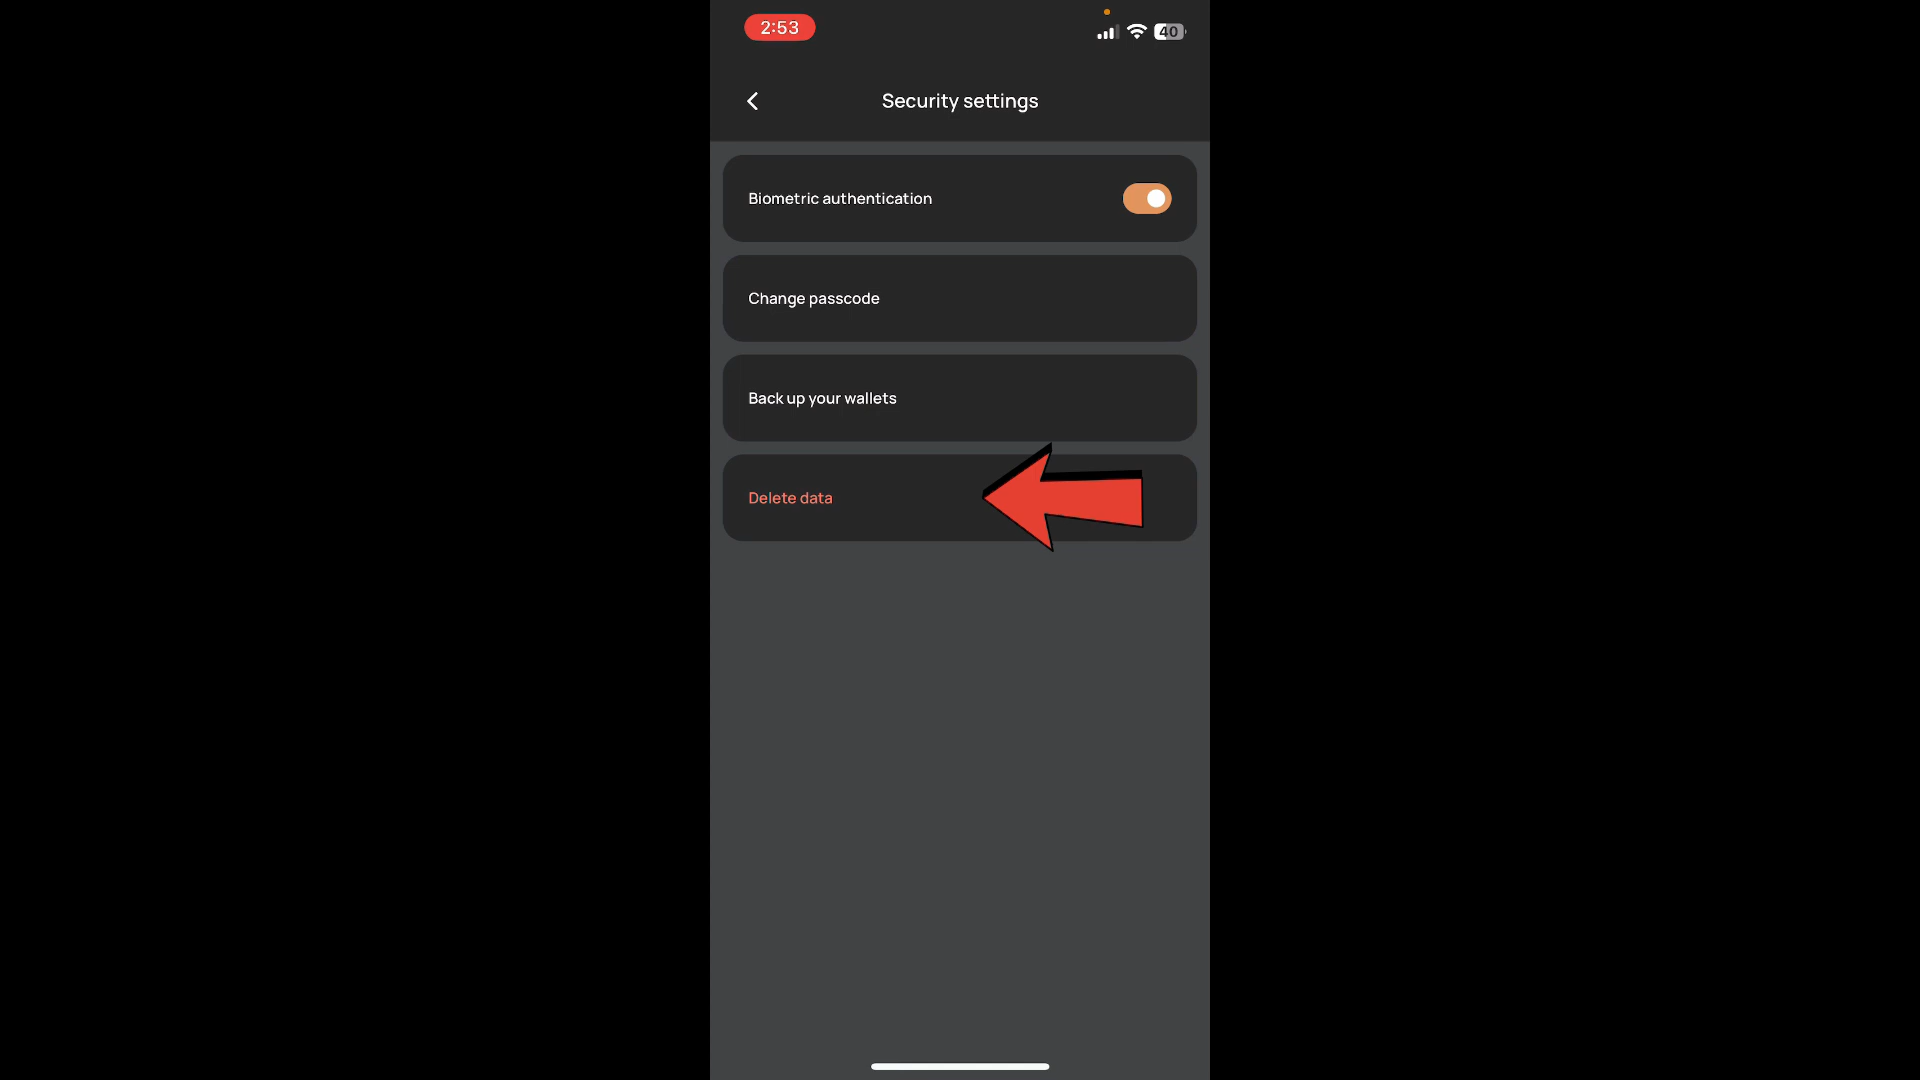 2:53
40
Security settings
Biometric authentication
Change passcode
Back up your wallets
Delete data